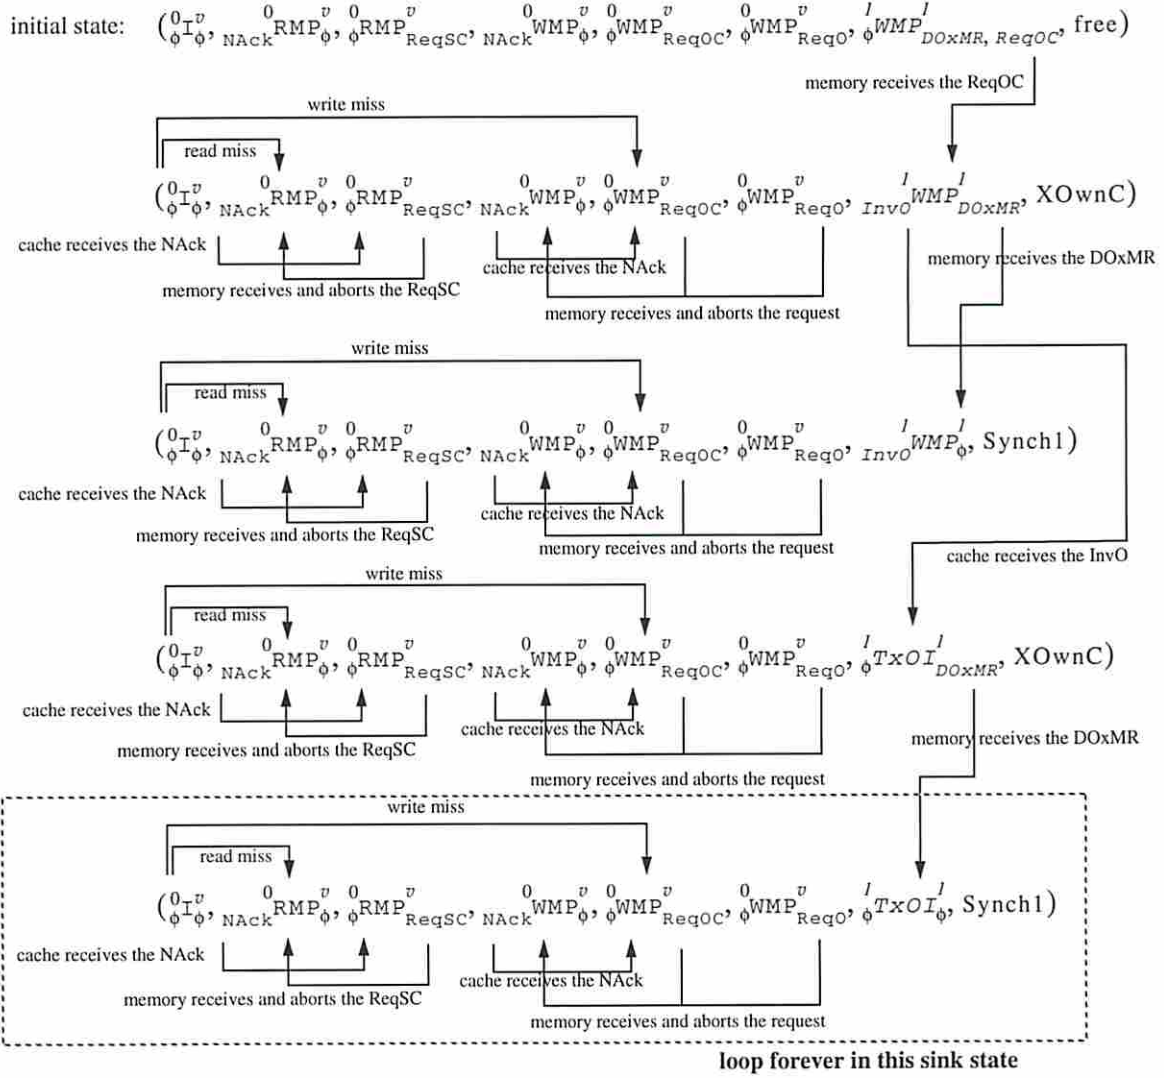 initial state: (⁰ᵩIᵛᵩ, ⁰NAckRMPᵛᵩ, ⁰ᵩRMPᵛReqSC, ⁰NAckWMPᵛᵩ, ⁰ᵩWMPᵛReqOC, ⁰ᵩWMPᵛReqO, ¹ᵩWMP¹DOxMR, ReqOC, free)
memory receives the ReqOC
write miss
read miss
(⁰ᵩIᵛᵩ, ⁰NAckRMPᵛᵩ, ⁰ᵩRMPᵛReqSC, ⁰NAckWMPᵛᵩ, ⁰ᵩWMPᵛReqOC, ⁰ᵩWMPᵛReqO, ¹InvOWMP¹DOxMR, XOwnC)
cache receives the NAck
memory receives and aborts the ReqSC
cache receives the NAck
memory receives and aborts the request
memory receives the DOxMR
write miss
read miss
(⁰ᵩIᵛᵩ, ⁰NAckRMPᵛᵩ, ⁰ᵩRMPᵛReqSC, ⁰NAckWMPᵛᵩ, ⁰ᵩWMPᵛReqOC, ⁰ᵩWMPᵛReqO, ¹InvOWMP¹ᵩ, Synch1)
cache receives the NAck
memory receives and aborts the ReqSC
cache receives the NAck
memory receives and aborts the request
cache receives the InvO
write miss
read miss
(⁰ᵩIᵛᵩ, ⁰NAckRMPᵛᵩ, ⁰ᵩRMPᵛReqSC, ⁰NAckWMPᵛᵩ, ⁰ᵩWMPᵛReqOC, ⁰ᵩWMPᵛReqO, ¹ᵩTxOI¹DOxMR, XOwnC)
cache receives the NAck
memory receives and aborts the ReqSC
cache receives the NAck
memory receives and aborts the request
memory receives the DOxMR
write miss
read miss
(⁰ᵩIᵛᵩ, ⁰NAckRMPᵛᵩ, ⁰ᵩRMPᵛReqSC, ⁰NAckWMPᵛᵩ, ⁰ᵩWMPᵛReqOC, ⁰ᵩWMPᵛReqO, ¹ᵩTxOI¹ᵩ, Synch1)
cache receives the NAck
memory receives and aborts the ReqSC
cache receives the NAck
memory receives and aborts the request
loop forever in this sink state